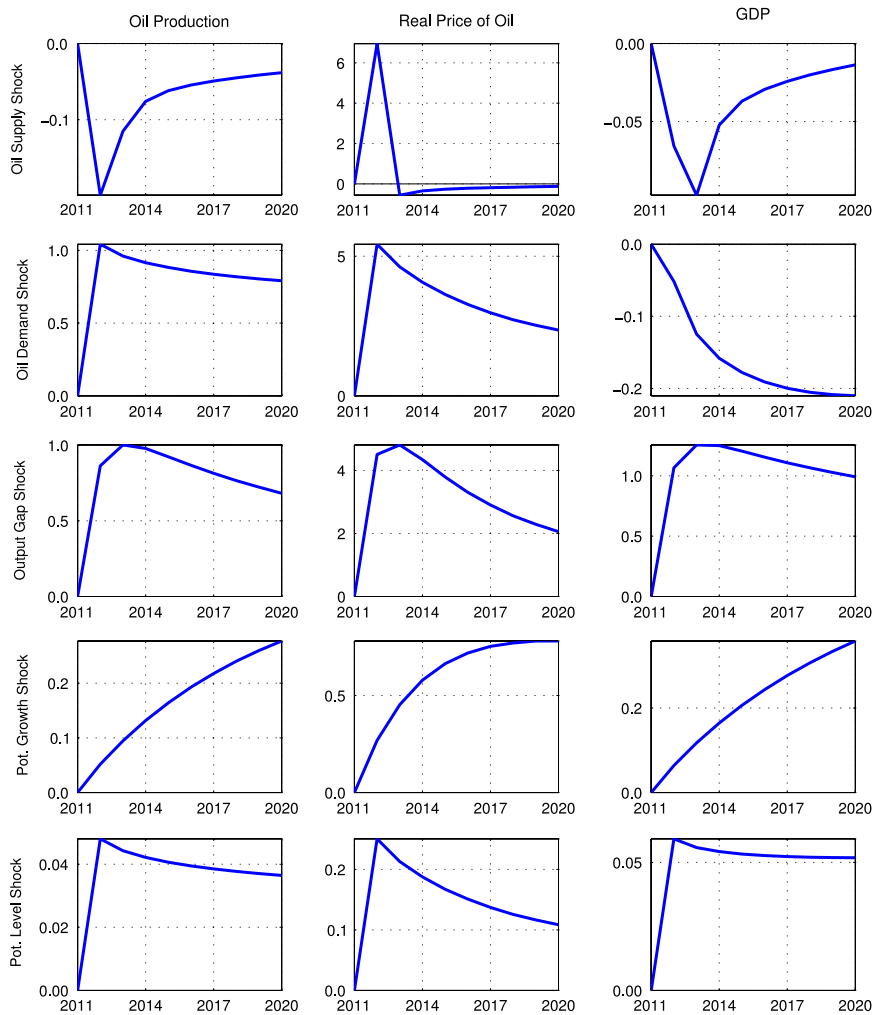 Oil Production
Real Price of Oil
GDP
Oil Supply Shock
0.0
−0.1
2011 2014 2017 2020
6
4
2
0
2011 2014 2017 2020
0.00
−0.05
2011 2014 2017 2020
Oil Demand Shock
1.0
0.5
0.0
2011 2014 2017 2020
5
0
2011 2014 2017 2020
0.0
−0.1
−0.2
2011 2014 2017 2020
Output Gap Shock
1.0
0.5
0.0
2011 2014 2017 2020
4
2
0
2011 2014 2017 2020
1.0
0.5
0.0
2011 2014 2017 2020
Pot. Growth Shock
0.2
0.1
0.0
2011 2014 2017 2020
0.5
0.0
2011 2014 2017 2020
0.2
0.0
2011 2014 2017 2020
Pot. Level Shock
0.04
0.02
0.00
2011 2014 2017 2020
0.2
0.1
0.0
2011 2014 2017 2020
0.05
0.00
2011 2014 2017 2020